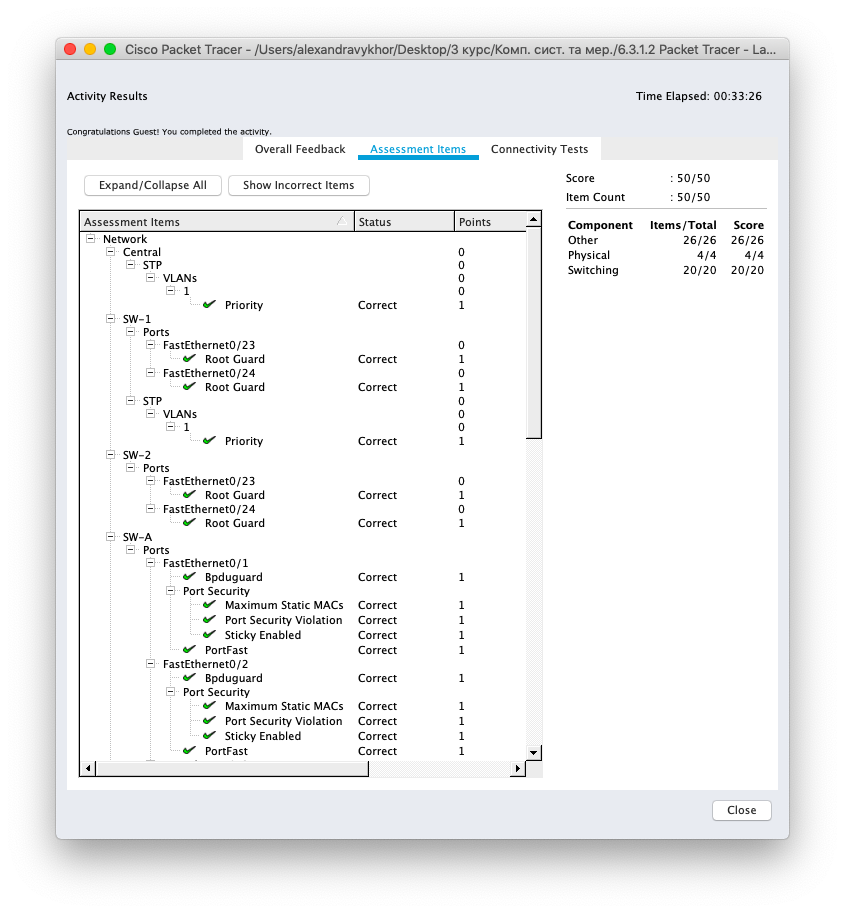 Cisco Packet Tracer - /Users/alexandravykhor/Desktop/3 курс/Комп. сист. та мер./6.3.1.2 Packet Tracer - La...
Activity Results
Time Elapsed: 00:33:26
Congratulations Guest! You completed the activity.
Overall Feedback
Assessment Items
Connectivity Tests
Expand/Collapse All
Show Incorrect Items
Assessment Items Status Points
Network
Central 0
STP 0
VLANs 0
1 0
Priority Correct 1
SW-1
Ports
FastEthernet0/23 0
Root Guard Correct 1
FastEthernet0/24 0
Root Guard Correct 1
STP 0
VLANs 0
1 0
Priority Correct 1
SW-2
Ports
FastEthernet0/23 0
Root Guard Correct 1
FastEthernet0/24 0
Root Guard Correct 1
SW-A
Ports
FastEthernet0/1
Bpduguard Correct 1
Port Security
Maximum Static MACs Correct 1
Port Security Violation Correct 1
Sticky Enabled Correct 1
PortFast Correct 1
FastEthernet0/2
Bpduguard Correct 1
Port Security
Maximum Static MACs Correct 1
Port Security Violation Correct 1
Sticky Enabled Correct 1
PortFast Correct 1
Score : 50/50
Item Count : 50/50
Component Items/Total Score
Other 26/26 26/26
Physical 4/4 4/4
Switching 20/20 20/20
Close